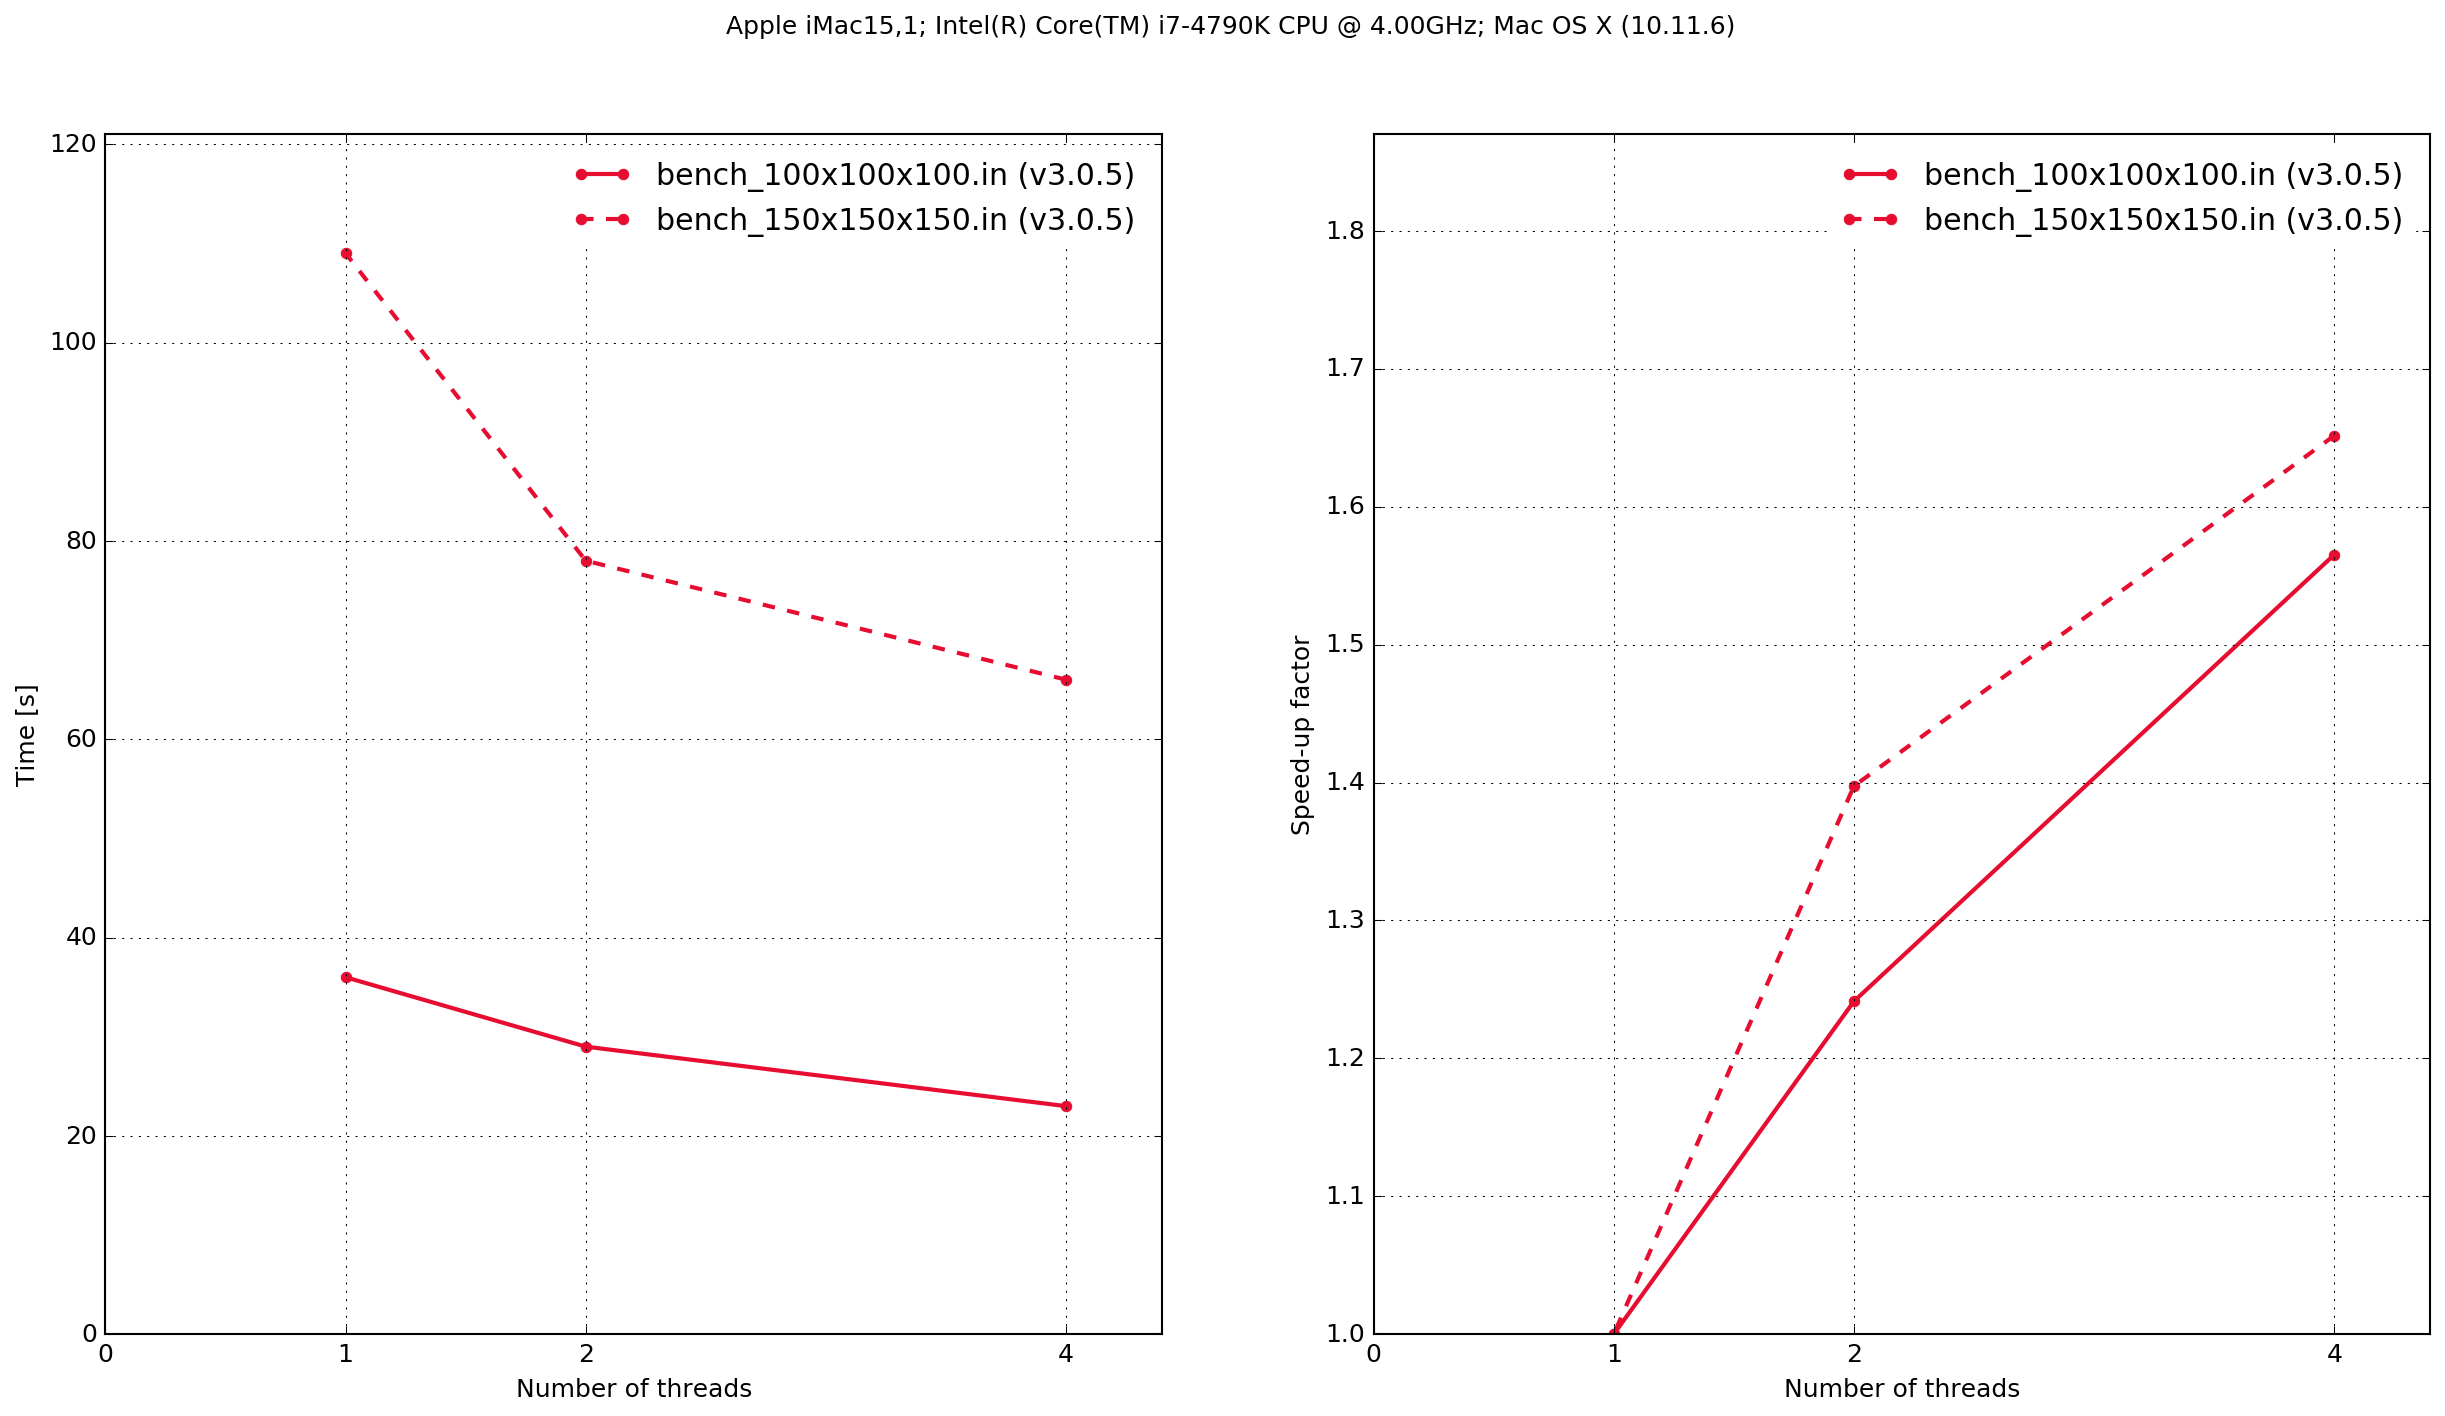 Apple iMac15,1; Intel(R) Core(TM) i7-4790K CPU @ 4.00GHz; Mac OS X (10.11.6)
bench_100x100x100.in (v3.0.5)
bench_150x150x150.in (v3.0.5)
120
100
80
60
40
20
0
Time [s]
0 1 2 4
Number of threads
bench_100x100x100.in (v3.0.5)
bench_150x150x150.in (v3.0.5)
1.8
1.7
1.6
1.5
1.4
1.3
1.2
1.1
1.0
Speed-up factor
0 1 2 4
Number of threads